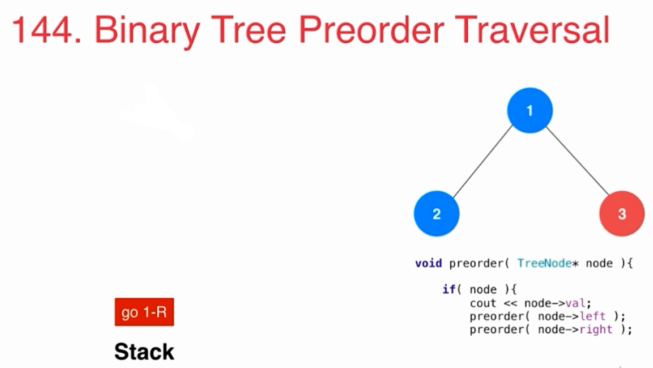 144. Binary Tree Preorder Traversal
1
2
3
void preorder( TreeNode* node ){
if( node ){
cout << node->val;
preorder( node->left );
preorder( node->right );
go 1-R
Stack